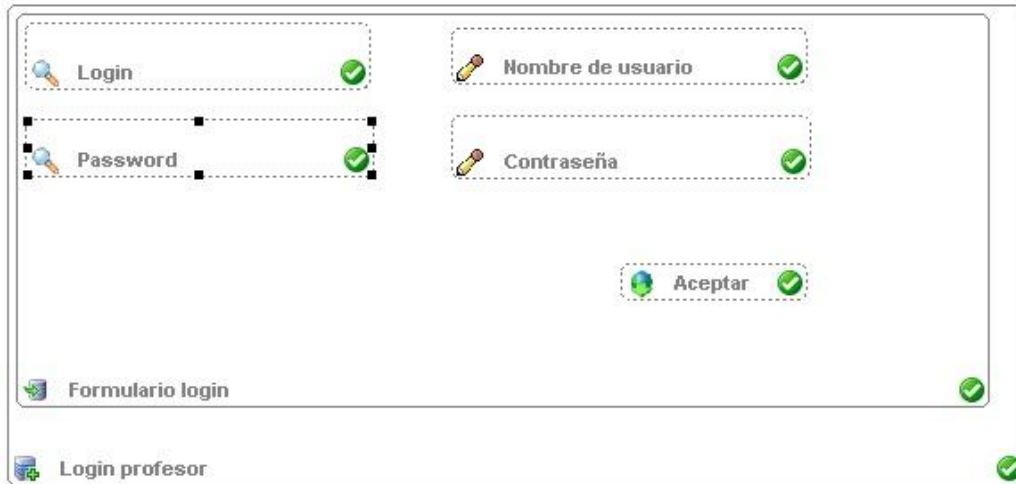 Login
Nombre de usuario
Password
Contraseña
Aceptar
Formulario login
Login profesor